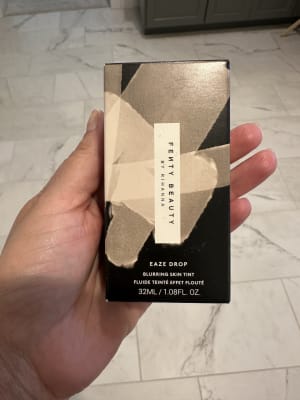 FENTY BEAUTY
BY RIHANNA
EAZE DROP
BLURRING SKIN TINT
FLUIDE TEINTÉ EFFET FLOUTÉ
32ML / 1.08FL. OZ.